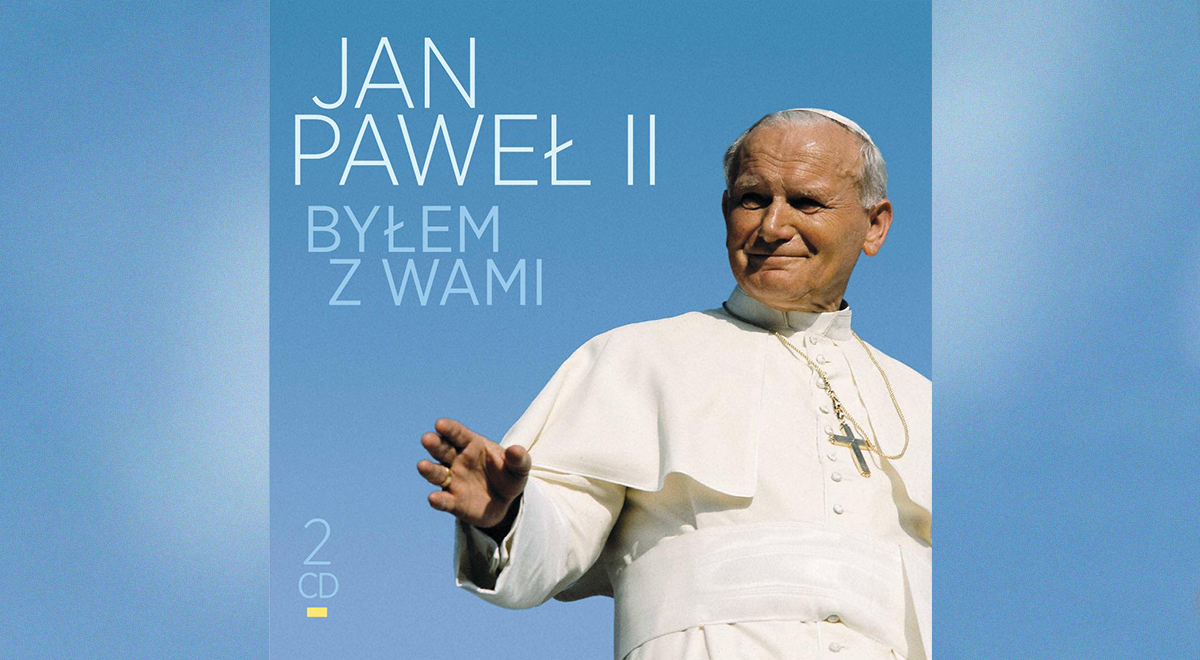 JAN
PAWEŁ II
BYŁEM
Z WAMI
2
CD